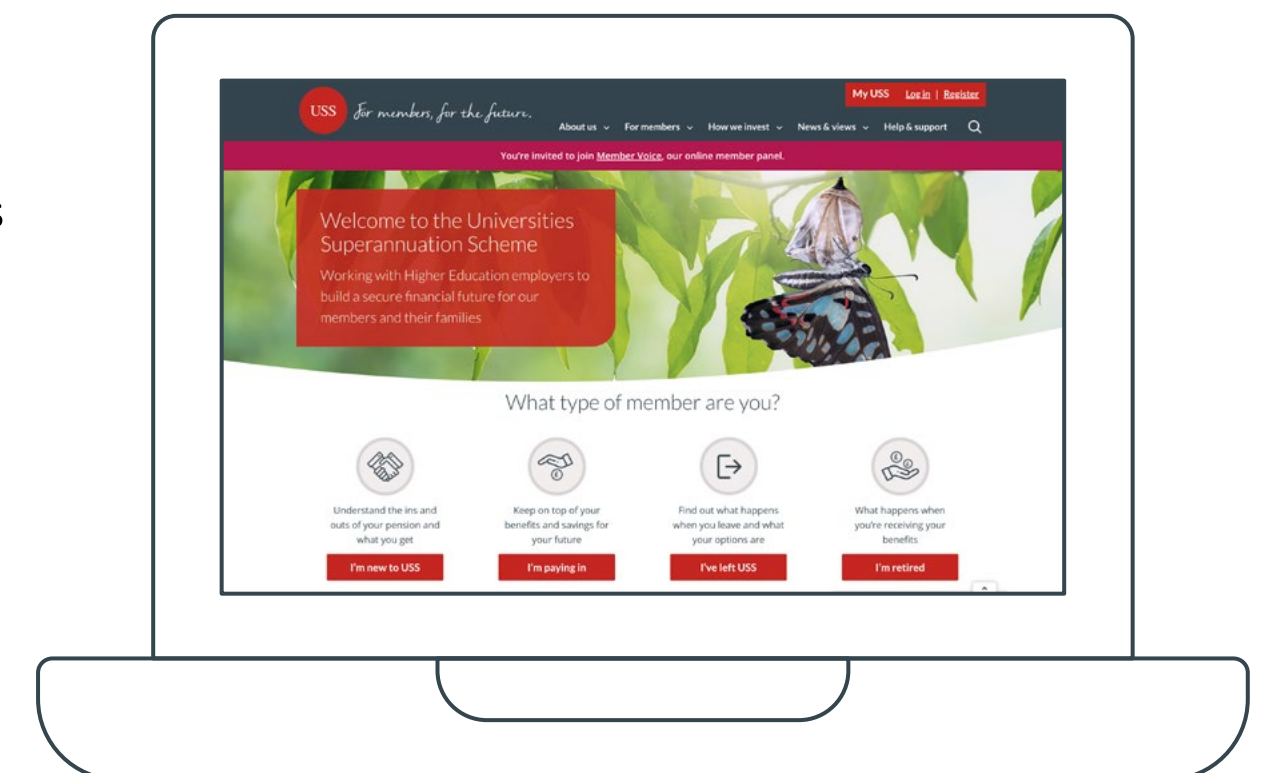 My USS Log in | Register
USS For members, for the future.
About us For members How we invest News & views Help & support
You're invited to join Member Voice, our online member panel.
s
Welcome to the Universities
Superannuation Scheme
Working with Higher Education employers to
build a secure financial future for our
members and their families
What type of member are you?
Understand the ins and
outs of your pension and
what you get
I'm new to USS
Keep on top of your
benefits and savings for
your future
I'm paying in
Find out what happens
when you leave and what
your options are
I've left USS
What happens when
you're receiving your
benefits
I'm retired